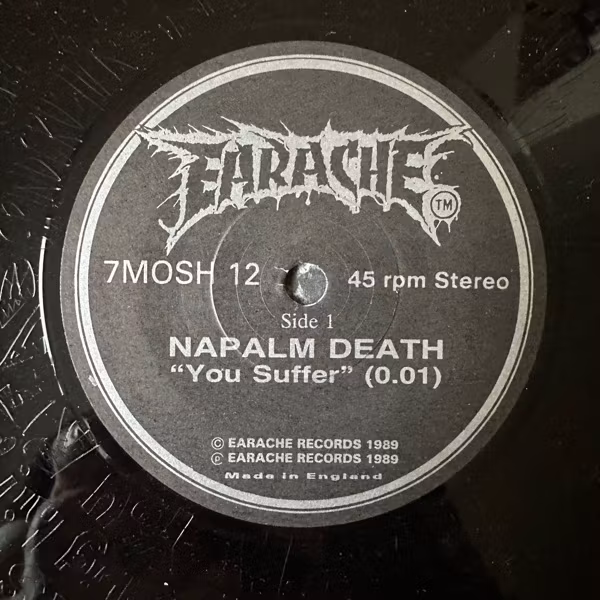 EARACHE TM
7MOSH 12 45 rpm Stereo
Side 1
NAPALM DEATH
“You Suffer” (0.01)
© EARACHE RECORDS 1989
℗ EARACHE RECORDS 1989
Made in England